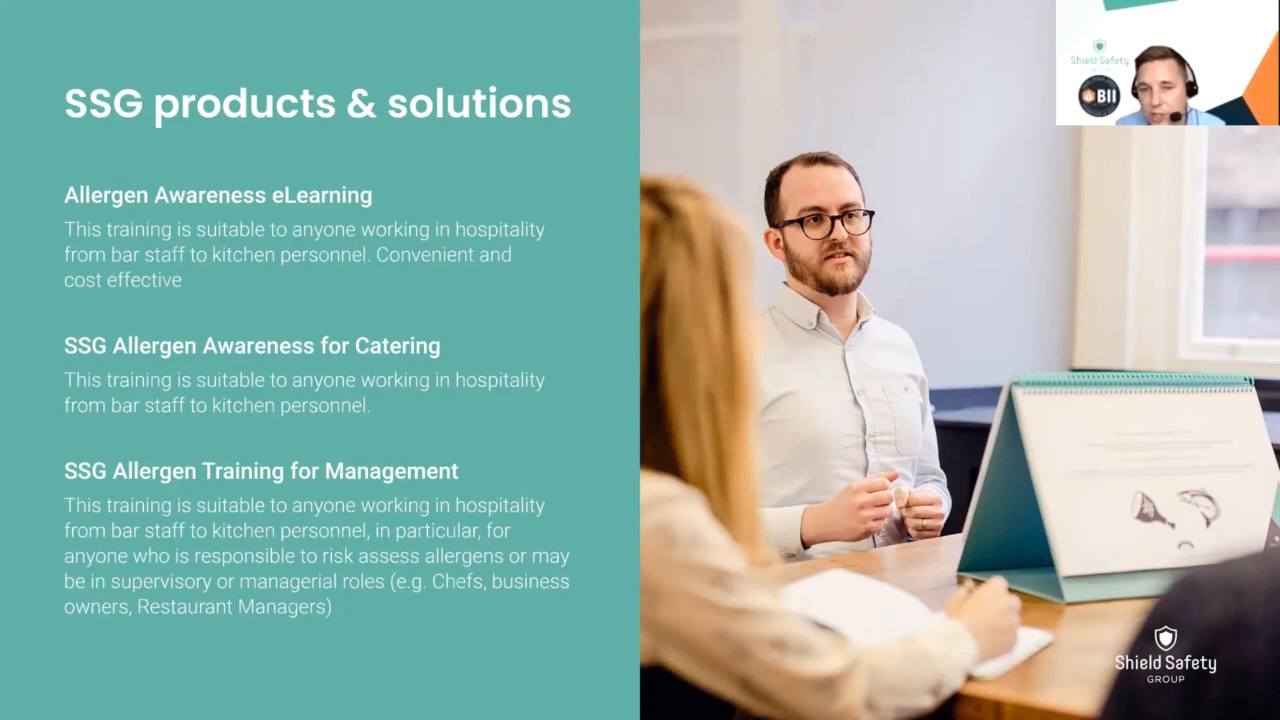 SSG products & solutions
Allergen Awareness eLearning
This training is suitable to anyone working in hospitality
from bar staff to kitchen personnel. Convenient and
cost effective
SSG Allergen Awareness for Catering
This training is suitable to anyone working in hospitality
from bar staff to kitchen personnel.
SSG Allergen Training for Management
This training is suitable to anyone working in hospitality
from bar staff to kitchen personnel, in particular, for
anyone who is responsible to risk assess allergens or may
be in supervisory or managerial roles (e.g. Chefs, business
owners, Restaurant Managers)
Shield Safety
BII
Shield Safety
GROUP